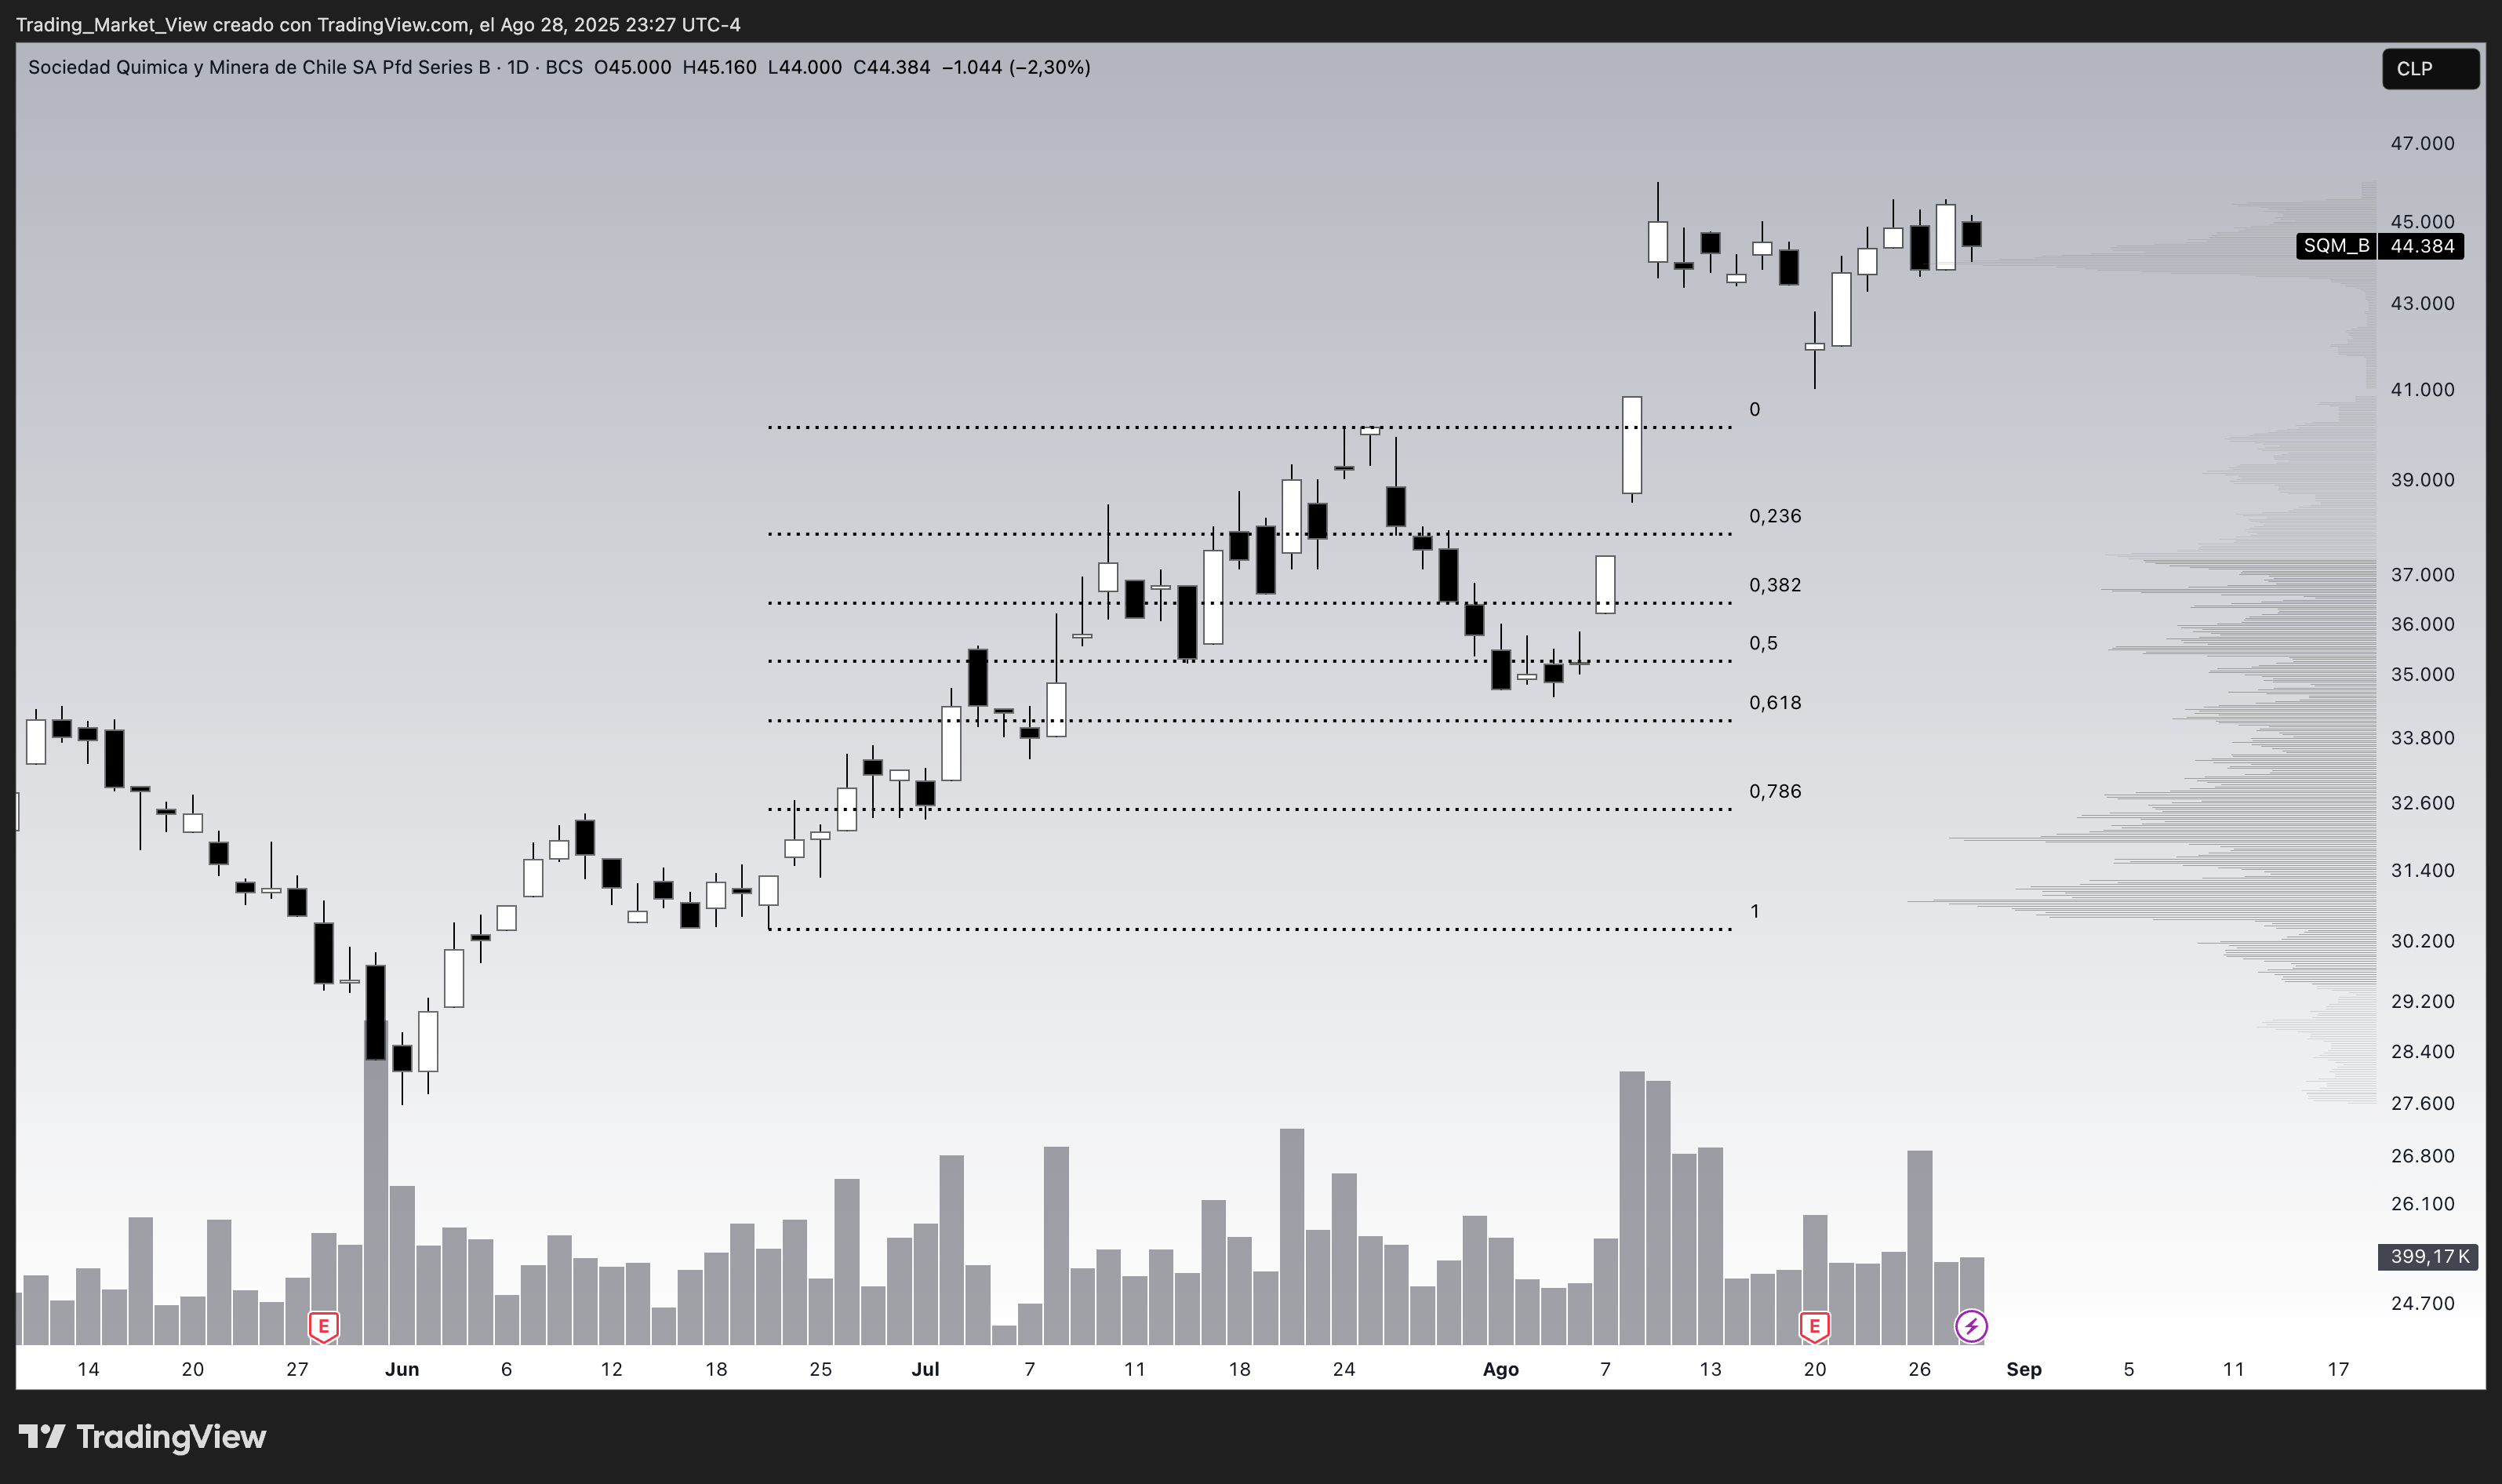 Trading_Market_View creado con TradingView.com, el Ago 28, 2025 23:27 UTC-4
Sociedad Quimica y Minera de Chile SA Pfd Series B · 1D · BCS O45.000 H45.160 L44.000 C44.384 −1.044 (−2,30%)
CLP
47.000
45.000
SQM_B 44.384
43.000
41.000
0
39.000
0,236
37.000
0,382
36.000
0,5
35.000
0,618
33.800
0,786
32.600
31.400
1
30.200
29.200
28.400
27.600
26.800
26.100
399,17 K
24.700
E
E
14 20 27 Jun 6 12 18 25 Jul 7 11 18 24 Ago 7 13 20 26 Sep 5 11 17
TradingView